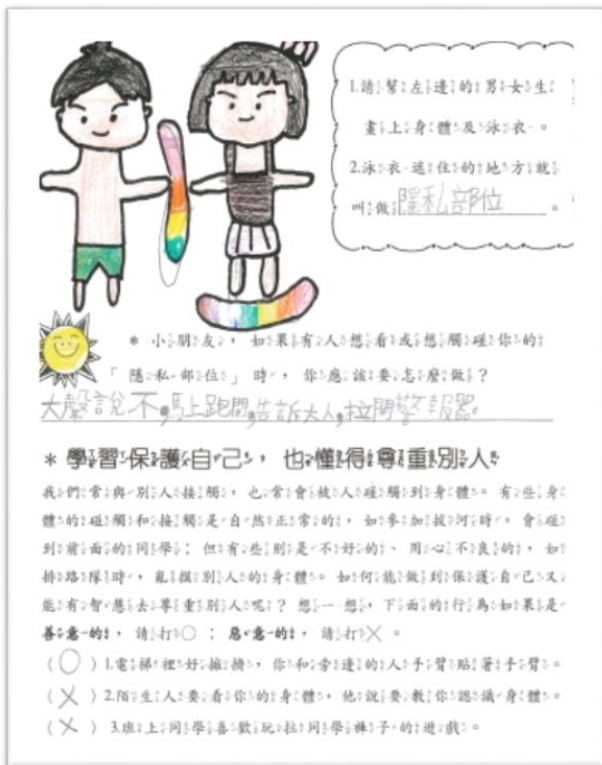 1.請幫左邊的男女生
畫上身體及泳衣。
2.泳衣遮住的地方就
叫做隱私部位。
* 小朋友，如果有人想看或想觸碰你的
「隱私部位」時，你應該要怎麼做？
大聲說不,馬上跑開,告訴大人,拉開警報器。
* 學習保護自己，也懂得尊重別人
我們常與別人接觸，也常會被人碰觸到身體。有些身
體的碰觸和接觸是自然正常的，如參加拔河時，會碰
到前面的同學；但有些則是不好的、用心不良的，如
排路隊時，亂摸別人的身體。如何能做到保護自己又
能有智慧去尊重別人呢？想一想，下面的行為如果是
善意的，請打○；惡意的，請打╳。
(○)1.電梯裡好擁擠，你和旁邊的人手臂貼著手臂。
(╳)2.陌生人要看你的身體，他說要教你認識身體。
(╳)3.班上同學喜歡玩拉同學褲子的遊戲。